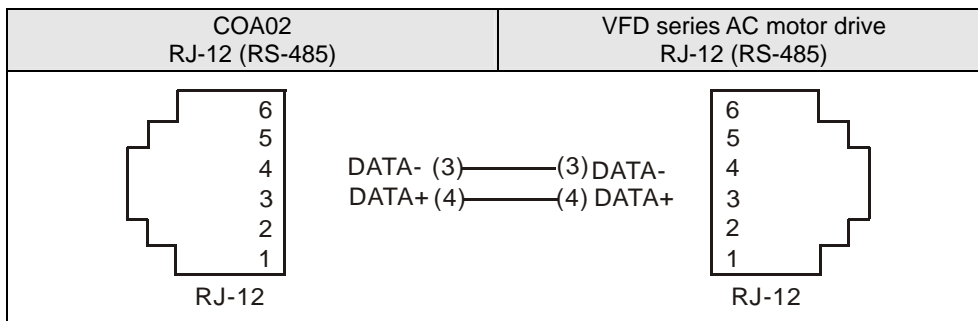 COA02
RJ-12 (RS-485)
VFD series AC motor drive
RJ-12 (RS-485)
6
5
4
3
2
1
RJ-12
DATA- (3) (3) DATA-
DATA+ (4) (4) DATA+
6
5
4
3
2
1
RJ-12